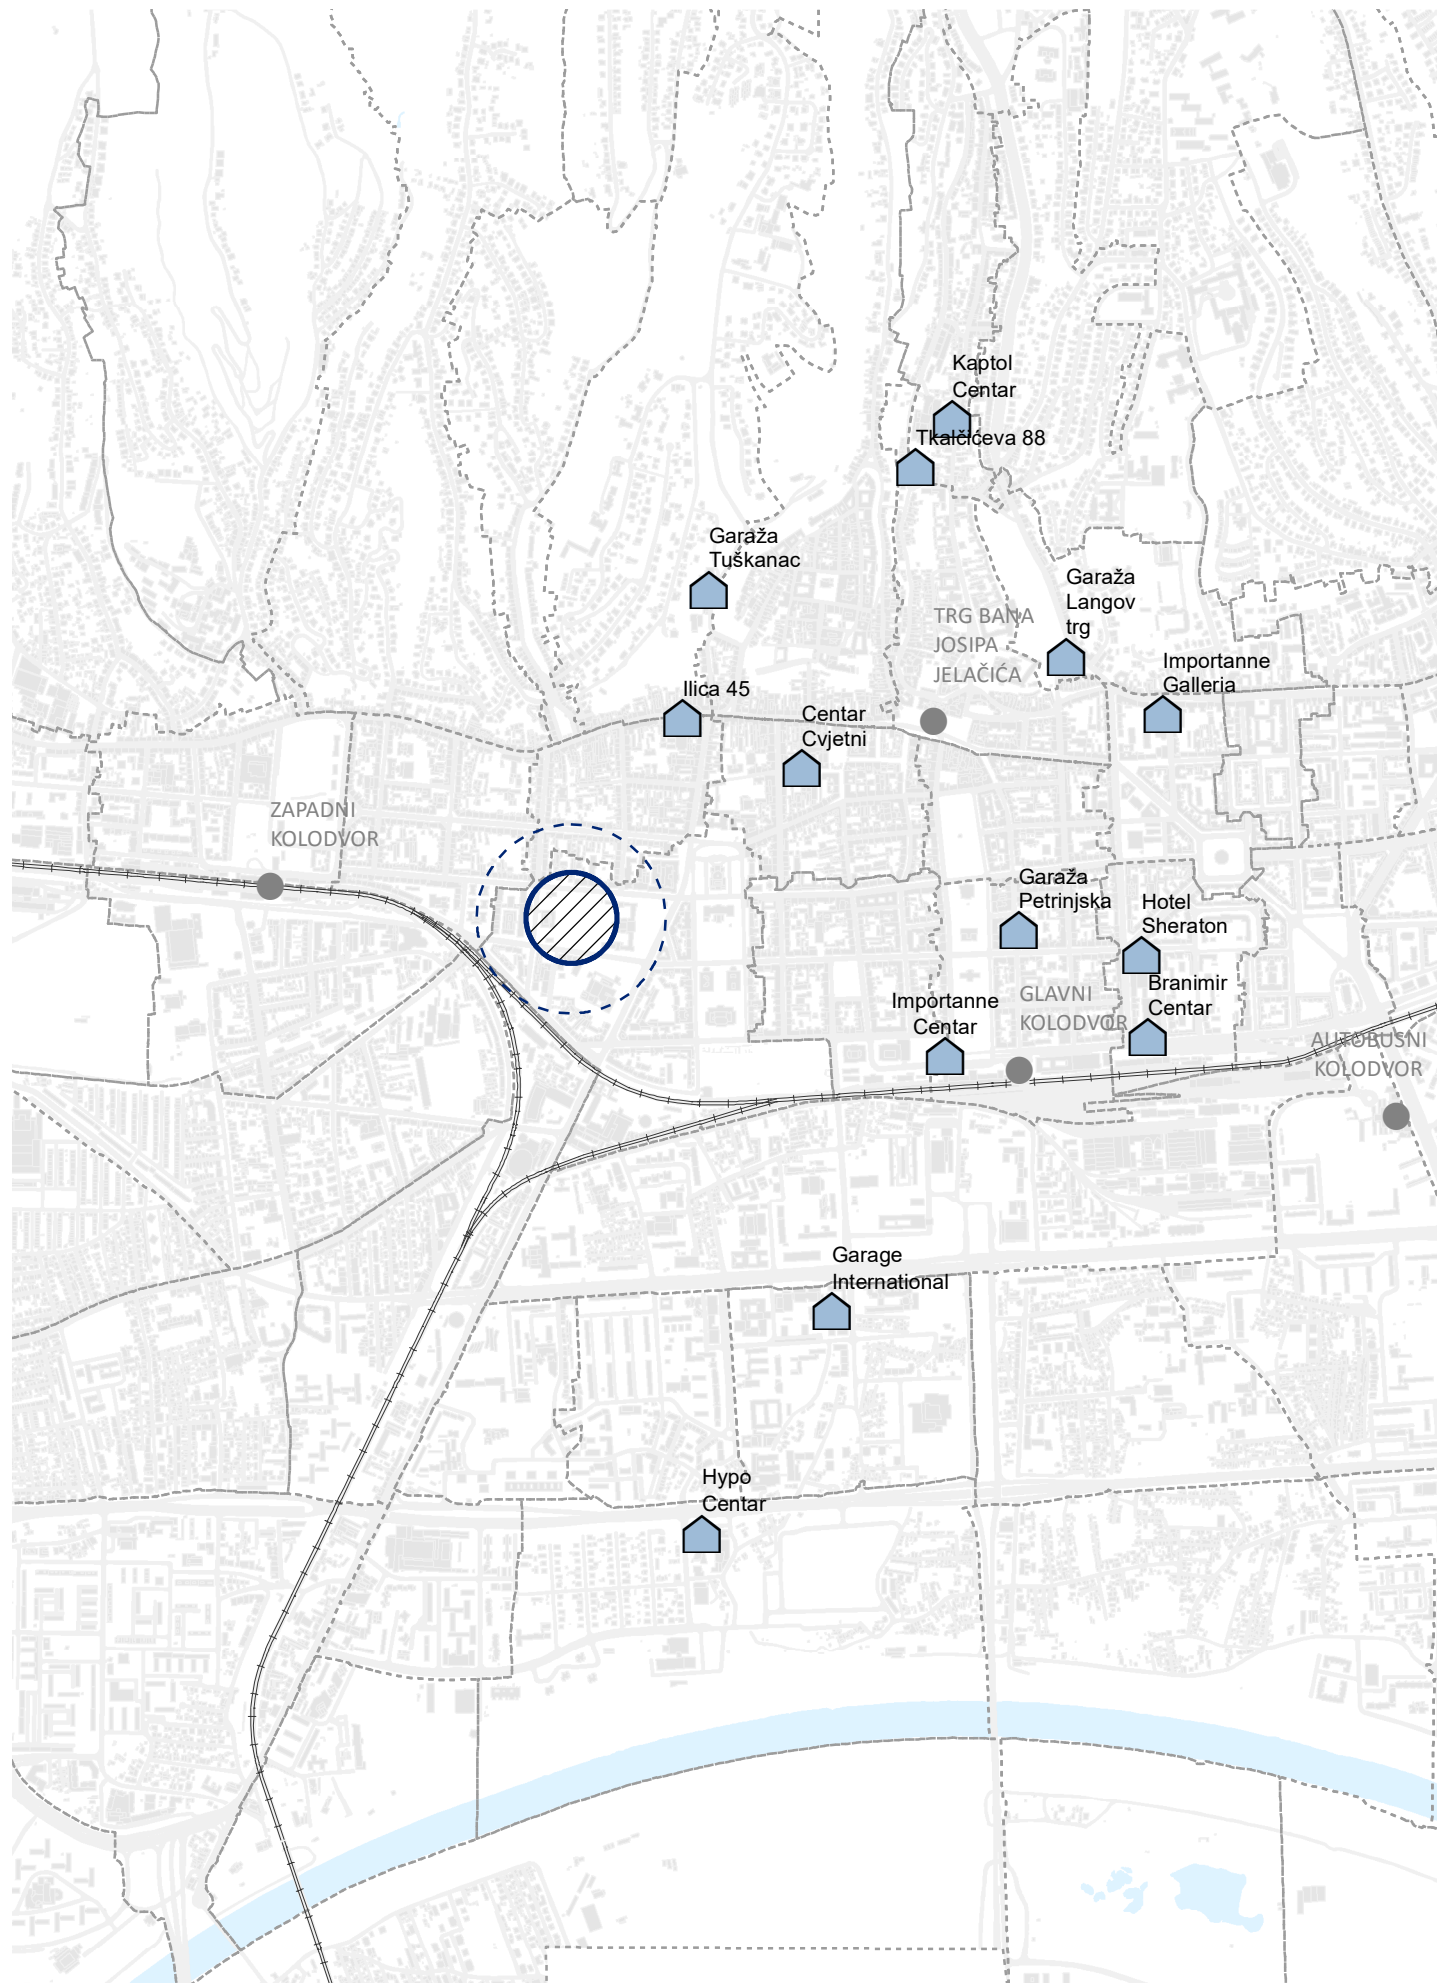 Kaptol
Centar
Tkalčićeva 88
Garaža
Tuškanac
Garaža
Langov
trg
TRG BANA
JOSIPA
JELAČIĆA
Importanne
Galleria
Ilica 45
Centar
Cvjetni
ZAPADNI
KOLODVOR
Garaža
Petrinjska
Hotel
Sheraton
Branimir
Centar
Importanne
Centar
GLAVNI
KOLODVOR
AUTOBUSNI
KOLODVOR
Garage
International
Hypo
Centar